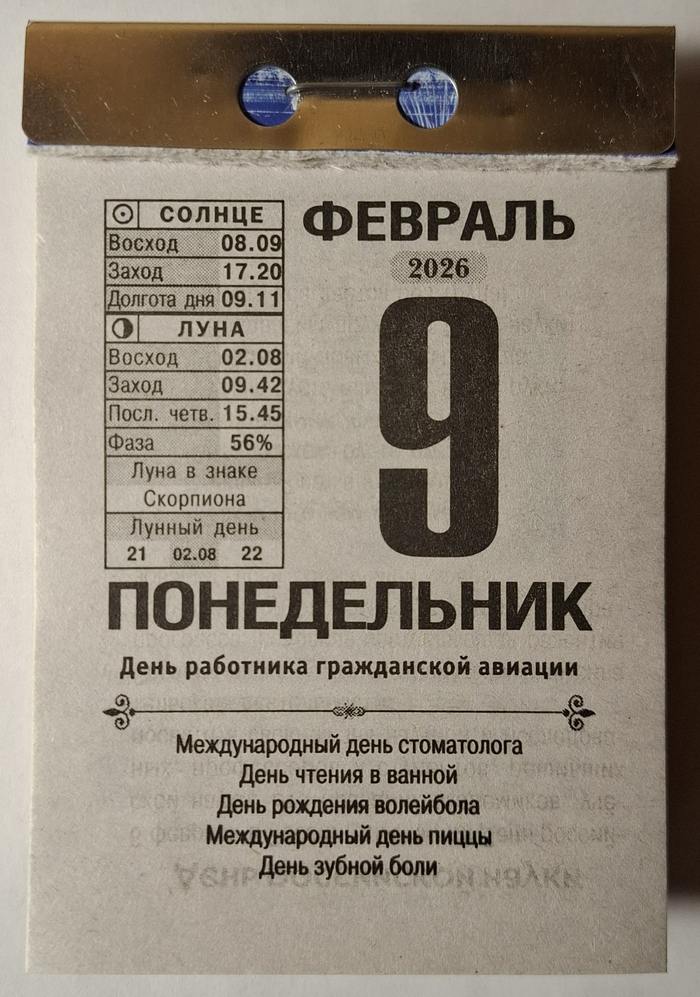 СОЛНЦЕ
Восход 08.09
Заход 17.20
Долгота дня 09.11
ЛУНА
Восход 02.08
Заход 09.42
Посл. четв. 15.45
Фаза 56%
Луна в знаке
Скорпиона
Лунный день
21 02.08 22
ФЕВРАЛЬ
2026
9
ПОНЕДЕЛЬНИК
День работника гражданской авиации
Международный день стоматолога
День чтения в ванной
День рождения волейбола
Международный день пиццы
День зубной боли